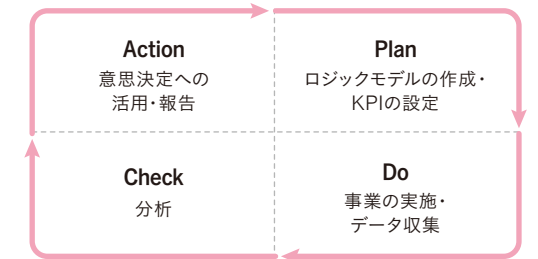 Action
意思決定への
活用・報告
Plan
ロジックモデルの作成・
KPIの設定
Check
分析
Do
事業の実施・
データ収集